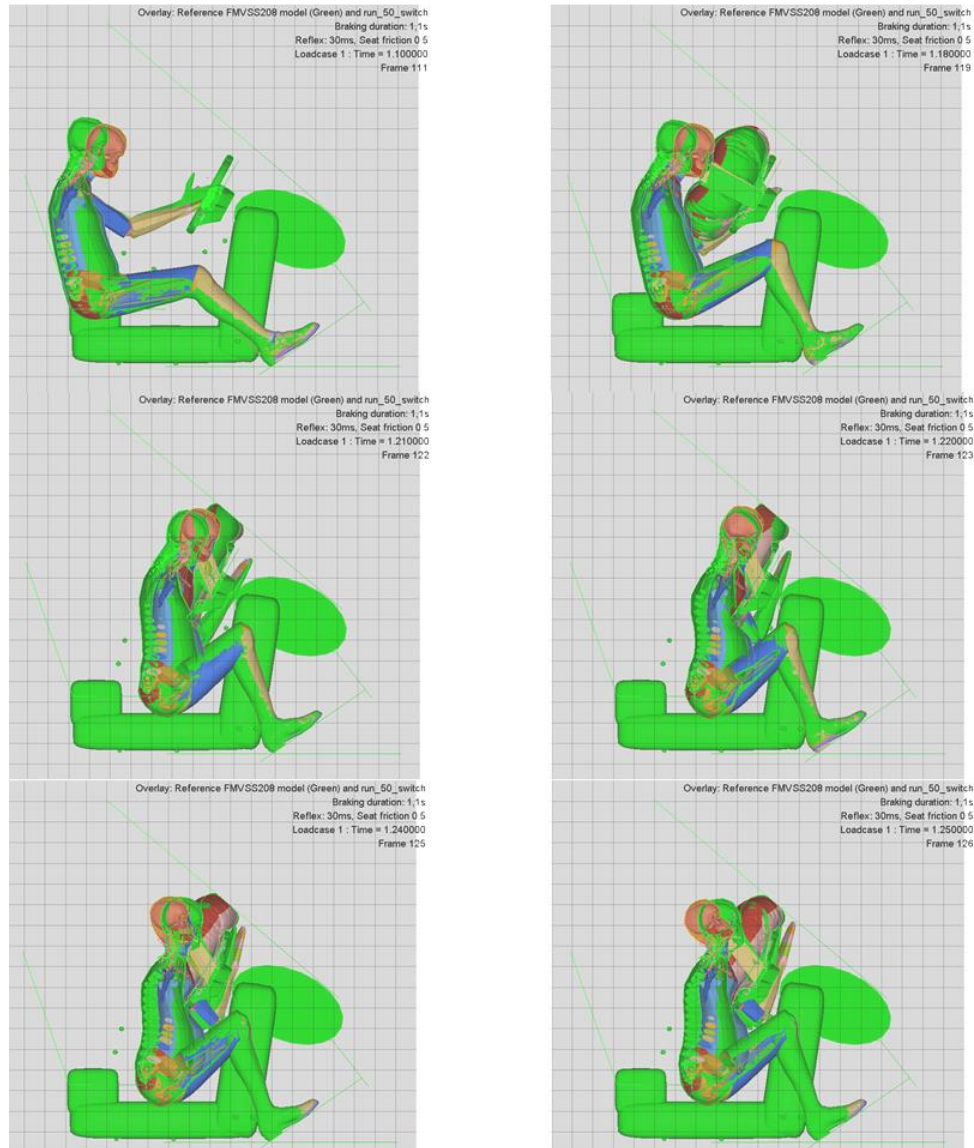 Overlay: Reference FMVSS208 model (Green) and run_50_switch
Braking duration: 1,1s
Reflex: 30ms, Seat friction 0 5
Loadcase 1 : Time = 1.100000
Frame 111
Overlay: Reference FMVSS208 model (Green) and run_50_switch
Braking duration: 1,1s
Reflex: 30ms, Seat friction 0 5
Loadcase 1 : Time = 1.180000
Frame 119
Overlay: Reference FMVSS208 model (Green) and run_50_switch
Braking duration: 1,1s
Reflex: 30ms, Seat friction 0 5
Loadcase 1 : Time = 1.210000
Frame 122
Overlay: Reference FMVSS208 model (Green) and run_50_switch
Braking duration: 1,1s
Reflex: 30ms, Seat friction 0 5
Loadcase 1 : Time = 1.220000
Frame 123
Overlay: Reference FMVSS208 model (Green) and run_50_switch
Braking duration: 1,1s
Reflex: 30ms, Seat friction 0 5
Loadcase 1 : Time = 1.240000
Frame 125
Overlay: Reference FMVSS208 model (Green) and run_50_switch
Braking duration: 1,1s
Reflex: 30ms, Seat friction 0 5
Loadcase 1 : Time = 1.250000
Frame 126